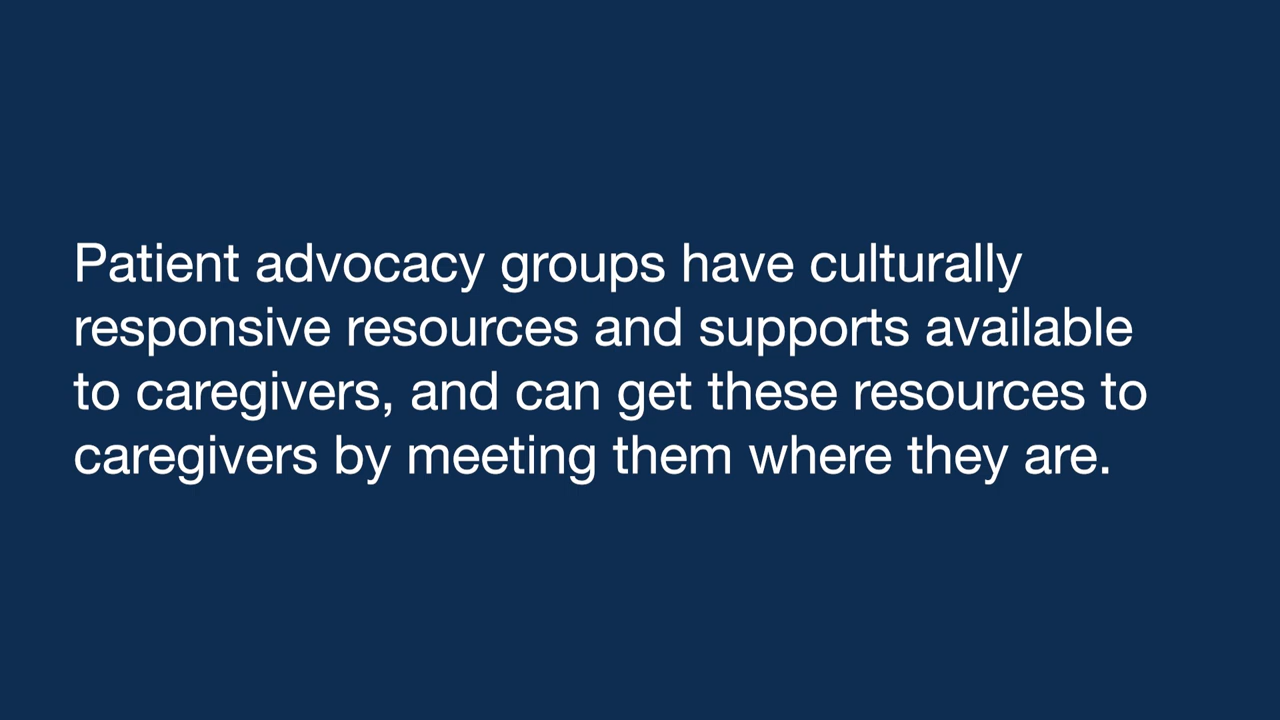 Patient advocacy groups have culturally
responsive resources and supports available
to caregivers, and can get these resources to
caregivers by meeting them where they are.